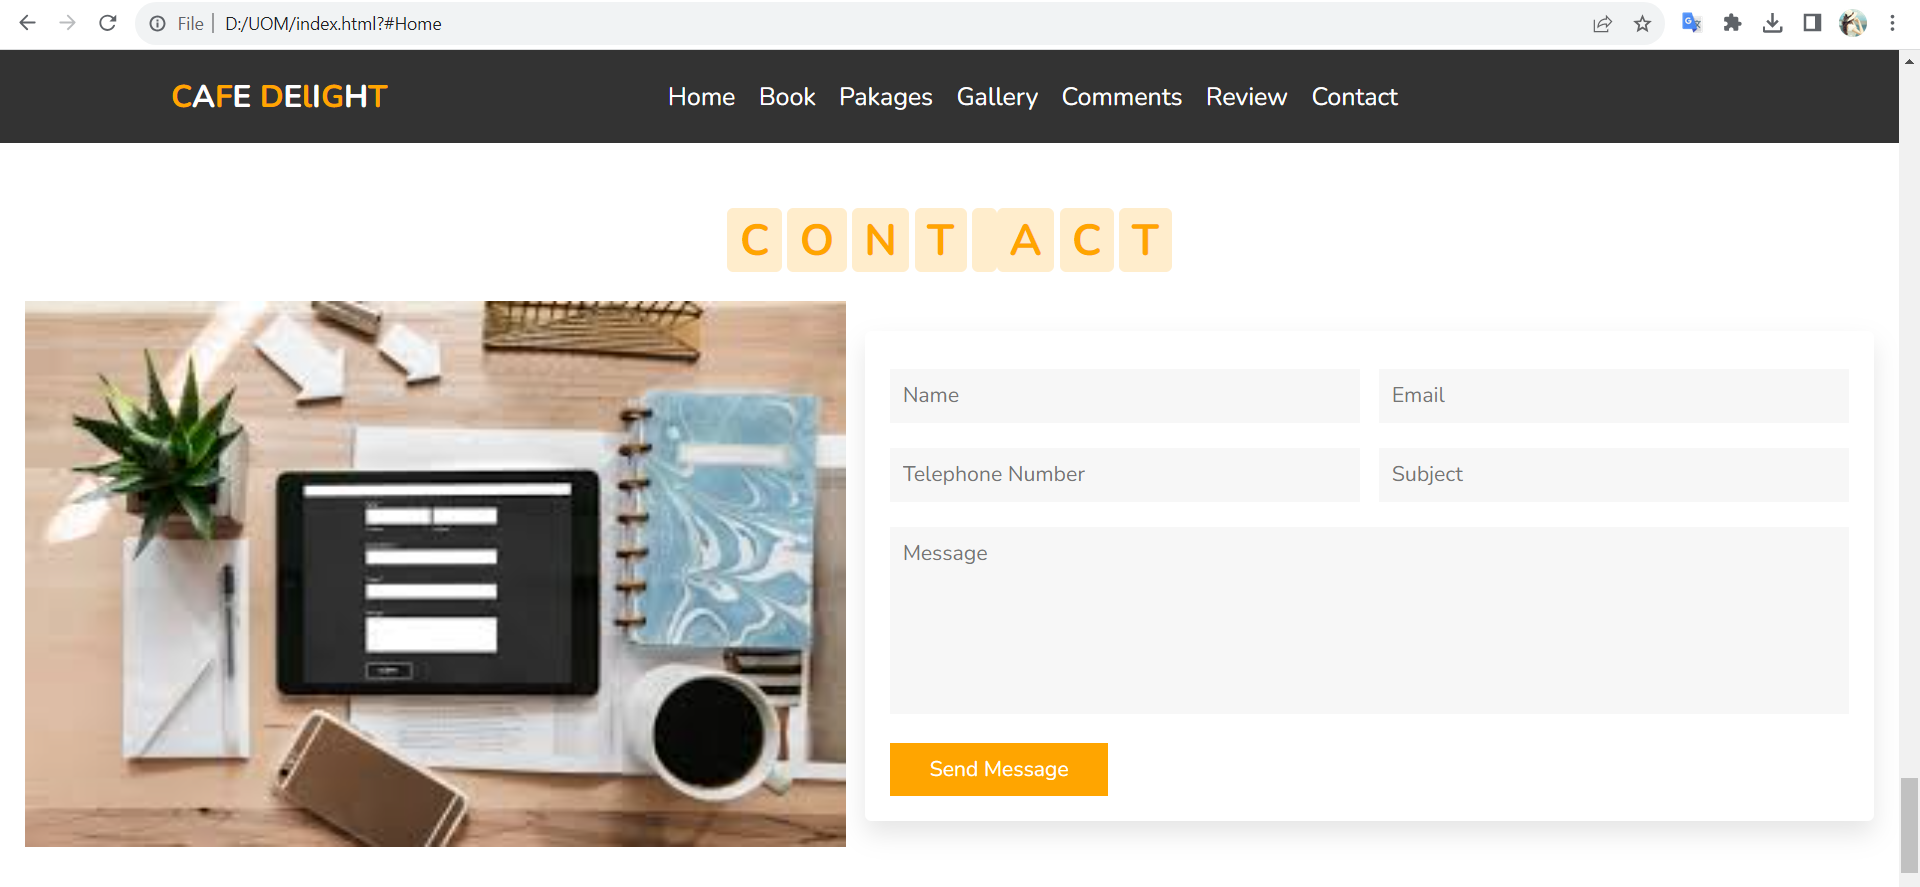 File | D:/UOM/index.html?#Home
CAFE DElIGHT
Home Book Pakages Gallery Comments Review Contact
C O N T A C T
Name Email
Telephone Number Subject
Message
Send Message